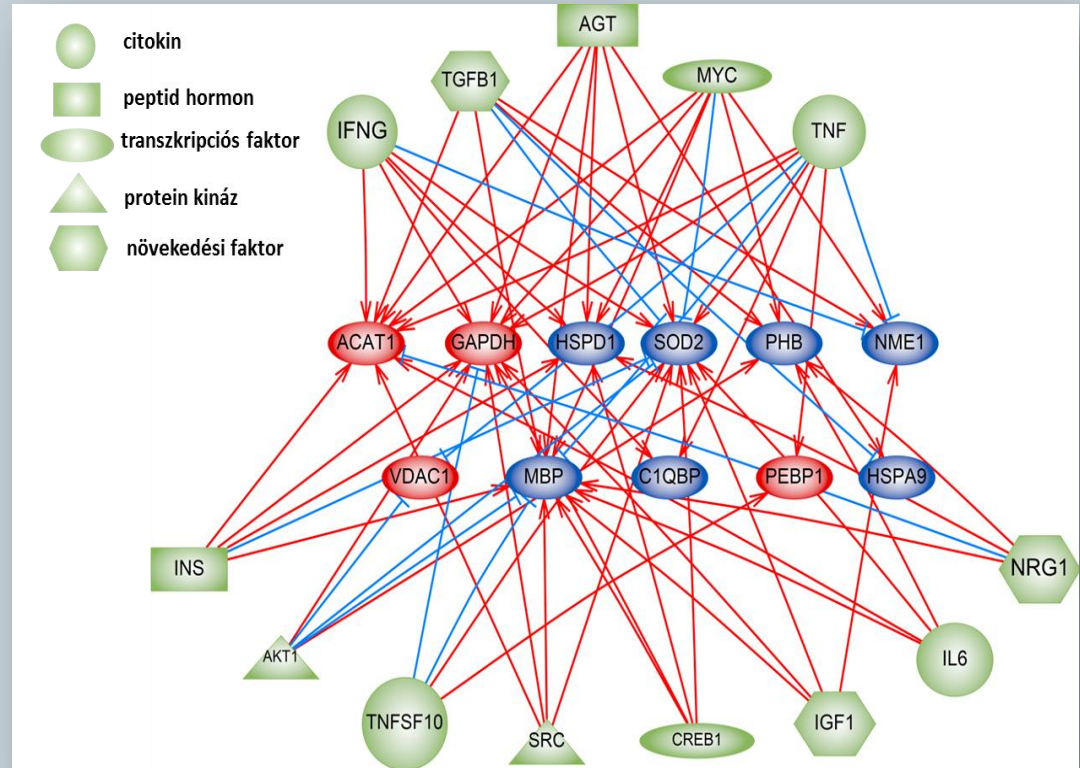 citokin
peptid hormon
transzkripciós faktor
protein kináz
növekedési faktor
AGT
TGFB1
MYC
IFNG
TNF
ACAT1
GAPDH
HSPD1
SOD2
PHB
NME1
VDAC1
MBP
C1QBP
PEBP1
HSPA9
INS
NRG1
AKT1
IL6
TNFSF10
SRC
CREB1
IGF1